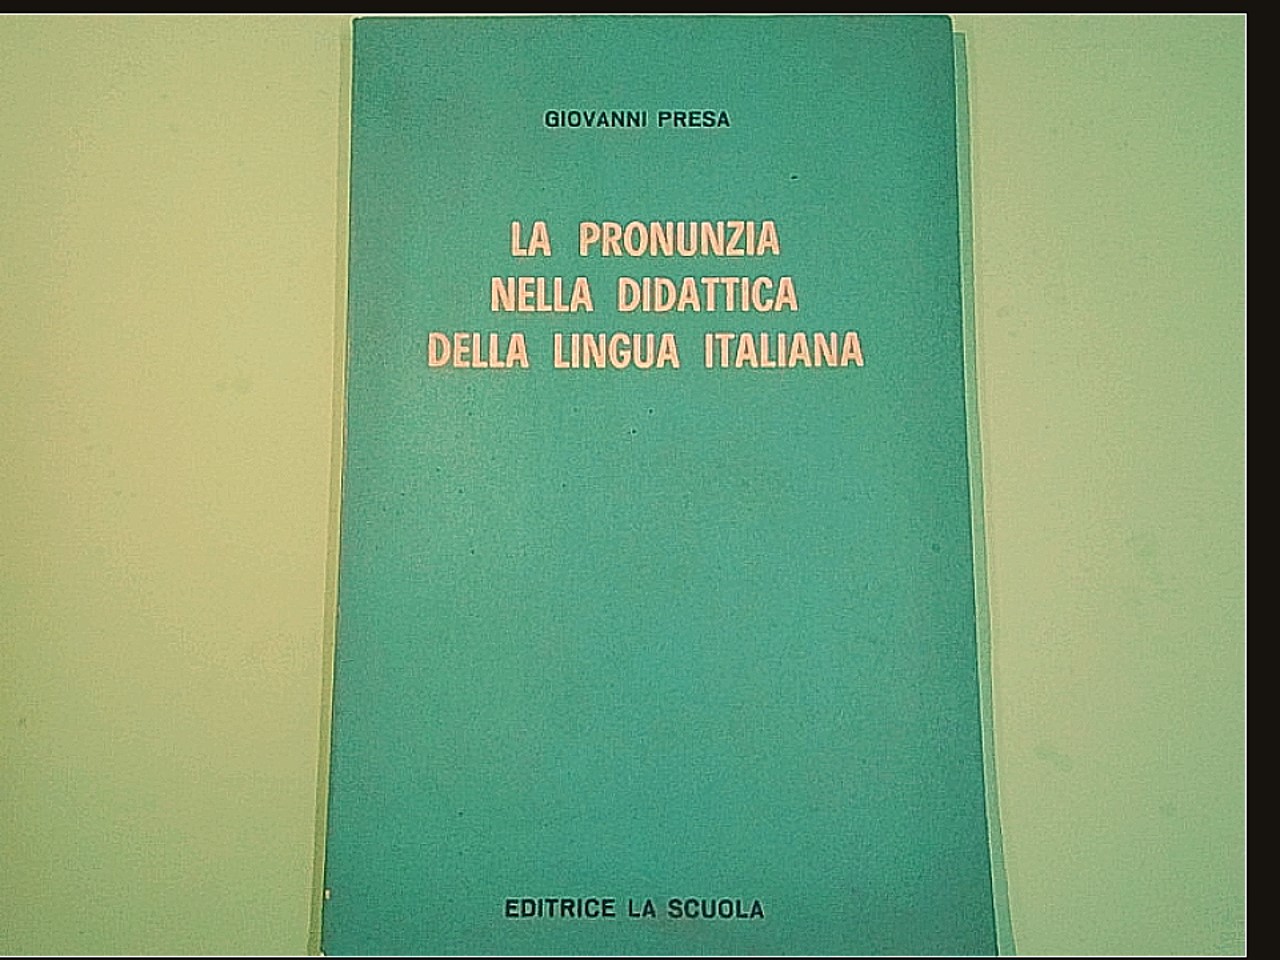 GIOVANNI PRESA
LA PRONUNZIA
NELLA DIDATTICA
DELLA LINGUA ITALIANA
EDITRICE LA SCUOLA